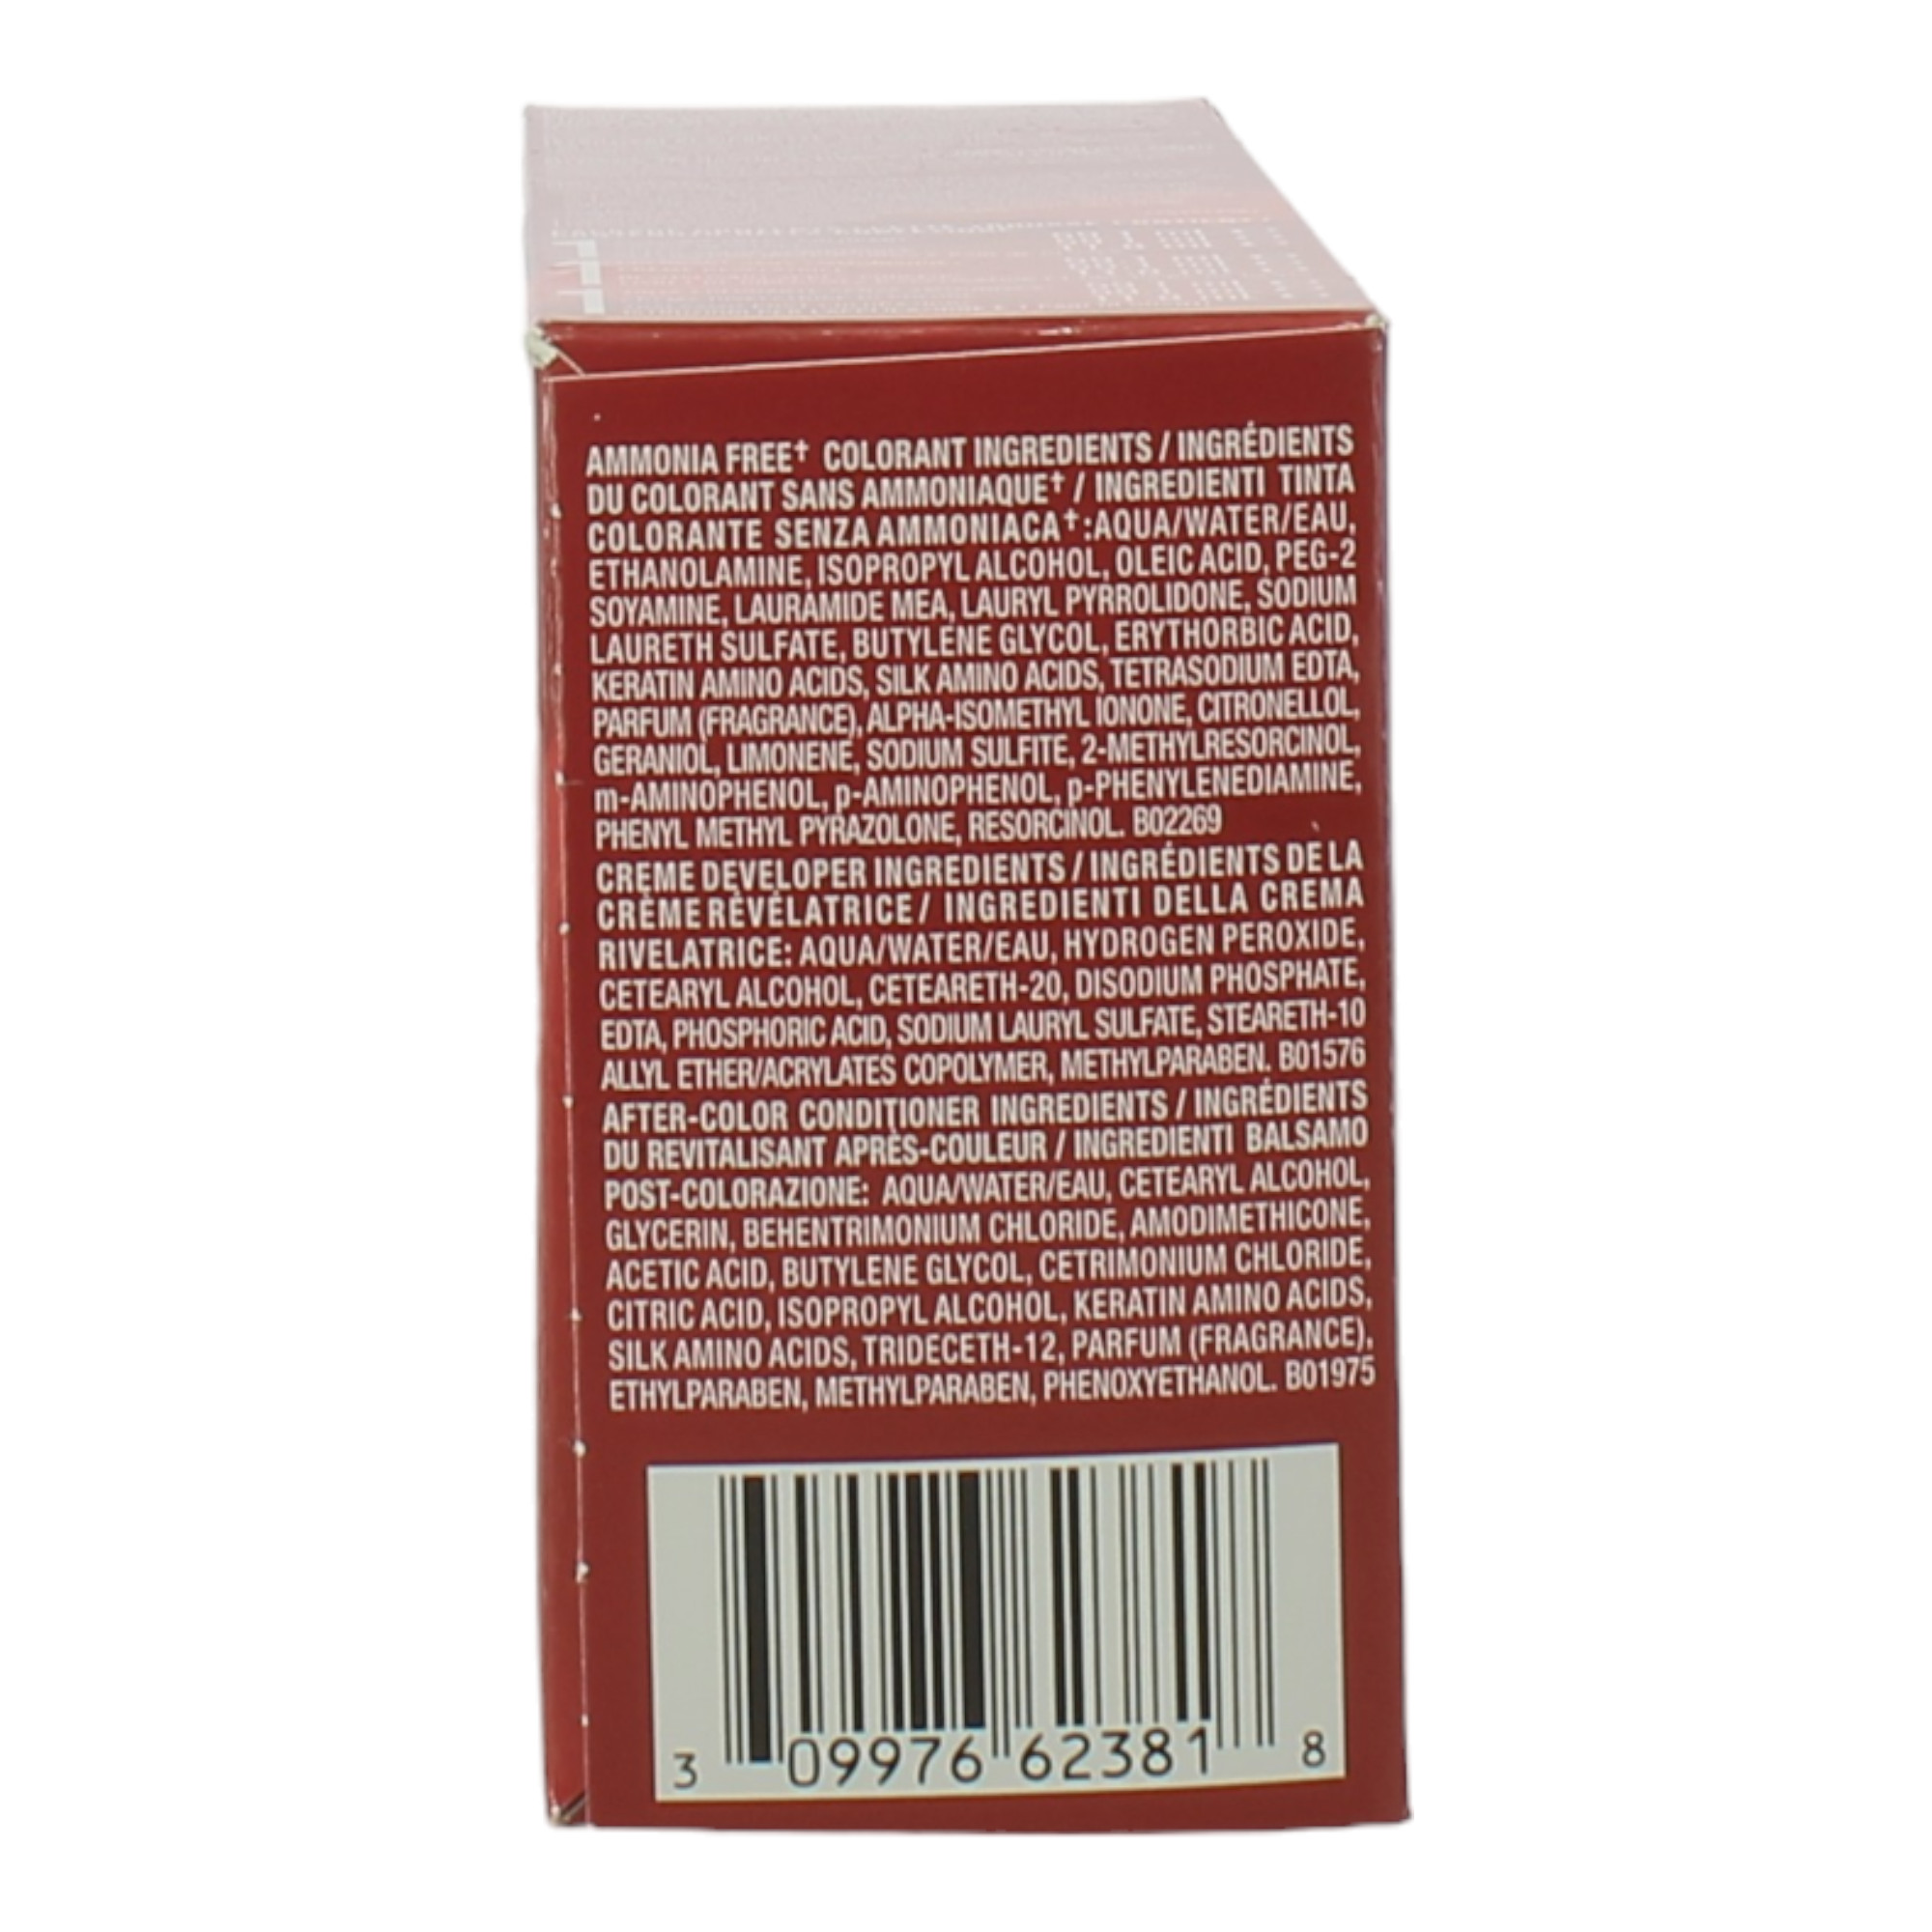 AMMONIA FREE† COLORANT INGREDIENTS / INGRÉDIENTS
DU COLORANT SANS AMMONIAQUE† / INGREDIENTI TINTA
COLORANTE SENZA AMMONIACA†:AQUA/WATER/EAU,
ETHANOLAMINE, ISOPROPYL ALCOHOL, OLEIC ACID, PEG-2
SOYAMINE, LAURAMIDE MEA, LAURYL PYRROLIDONE, SODIUM
LAURETH SULFATE, BUTYLENE GLYCOL, ERYTHORBIC ACID,
KERATIN AMINO ACIDS, SILK AMINO ACIDS, TETRASODIUM EDTA,
PARFUM (FRAGRANCE), ALPHA-ISOMETHYL IONONE, CITRONELLOL,
GERANIOL, LIMONENE, SODIUM SULFITE, 2-METHYLRESORCINOL,
m-AMINOPHENOL, p-AMINOPHENOL, p-PHENYLENEDIAMINE,
PHENYL METHYL PYRAZOLONE, RESORCINOL. B02269
CREME DEVELOPER INGREDIENTS / INGRÉDIENTS DE LA
CRÈME RÉVÉLATRICE / INGREDIENTI DELLA CREMA
RIVELATRICE: AQUA/WATER/EAU, HYDROGEN PEROXIDE,
CETEARYL ALCOHOL, CETEARETH-20, DISODIUM PHOSPHATE,
EDTA, PHOSPHORIC ACID, SODIUM LAURYL SULFATE, STEARETH-10
ALLYL ETHER/ACRYLATES COPOLYMER, METHYLPARABEN. B01576
AFTER-COLOR CONDITIONER INGREDIENTS / INGRÉDIENTS
DU REVITALISANT APRÈS-COULEUR / INGREDIENTI BALSAMO
POST-COLORAZIONE: AQUA/WATER/EAU, CETEARYL ALCOHOL,
GLYCERIN, BEHENTRIMONIUM CHLORIDE, AMODIMETHICONE,
ACETIC ACID, BUTYLENE GLYCOL, CETRIMONIUM CHLORIDE,
CITRIC ACID, ISOPROPYL ALCOHOL, KERATIN AMINO ACIDS,
SILK AMINO ACIDS, TRIDECETH-12, PARFUM (FRAGRANCE),
ETHYLPARABEN, METHYLPARABEN, PHENOXYETHANOL. B01975
3 09976 62381 8